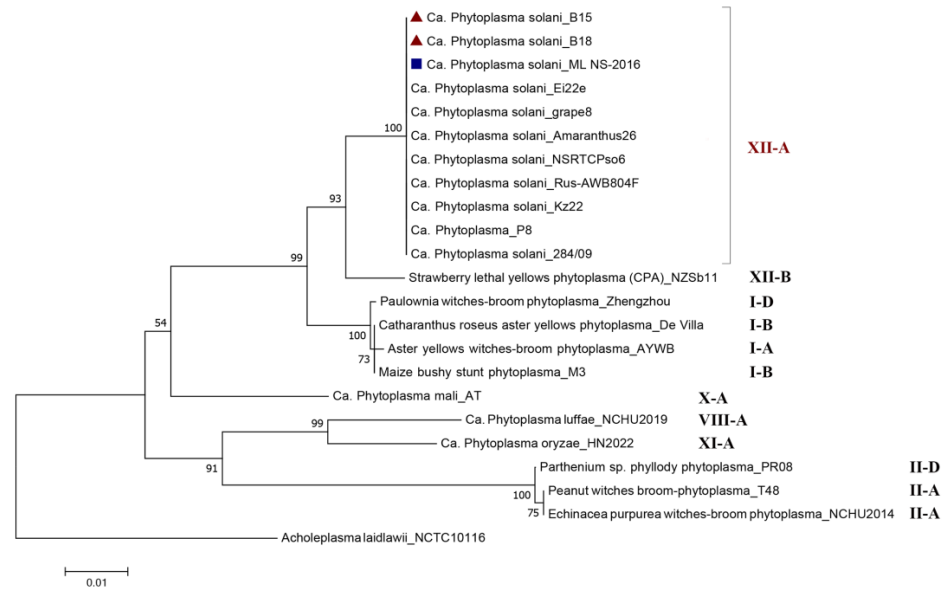 Ca. Phytoplasma solani_B15
Ca. Phytoplasma solani_B18
Ca. Phytoplasma solani_ML NS-2016
Ca. Phytoplasma solani_Ei22e
Ca. Phytoplasma solani_grape8
100
Ca. Phytoplasma solani_Amaranthus26
XII-A
Ca. Phytoplasma solani_NSRTCPso6
Ca. Phytoplasma solani_Rus-AWB804F
93
Ca. Phytoplasma solani_Kz22
Ca. Phytoplasma_P8
Ca. Phytoplasma solani_284/09
99
Strawberry lethal yellows phytoplasma (CPA)_NZSb11 XII-B
Paulownia witches-broom phytoplasma_Zhengzhou I-D
54
Catharanthus roseus aster yellows phytoplasma_De Villa I-B
100
Aster yellows witches-broom phytoplasma_AYWB I-A
73
Maize bushy stunt phytoplasma_M3 I-B
Ca. Phytoplasma mali_AT X-A
Ca. Phytoplasma luffae_NCHU2019 VIII-A
99
Ca. Phytoplasma oryzae_HN2022 XI-A
91
Parthenium sp. phyllody phytoplasma_PR08 II-D
100
Peanut witches broom-phytoplasma_T48 II-A
75
Echinacea purpurea witches-broom phytoplasma_NCHU2014 II-A
Acholeplasma laidlawii_NCTC10116
0.01